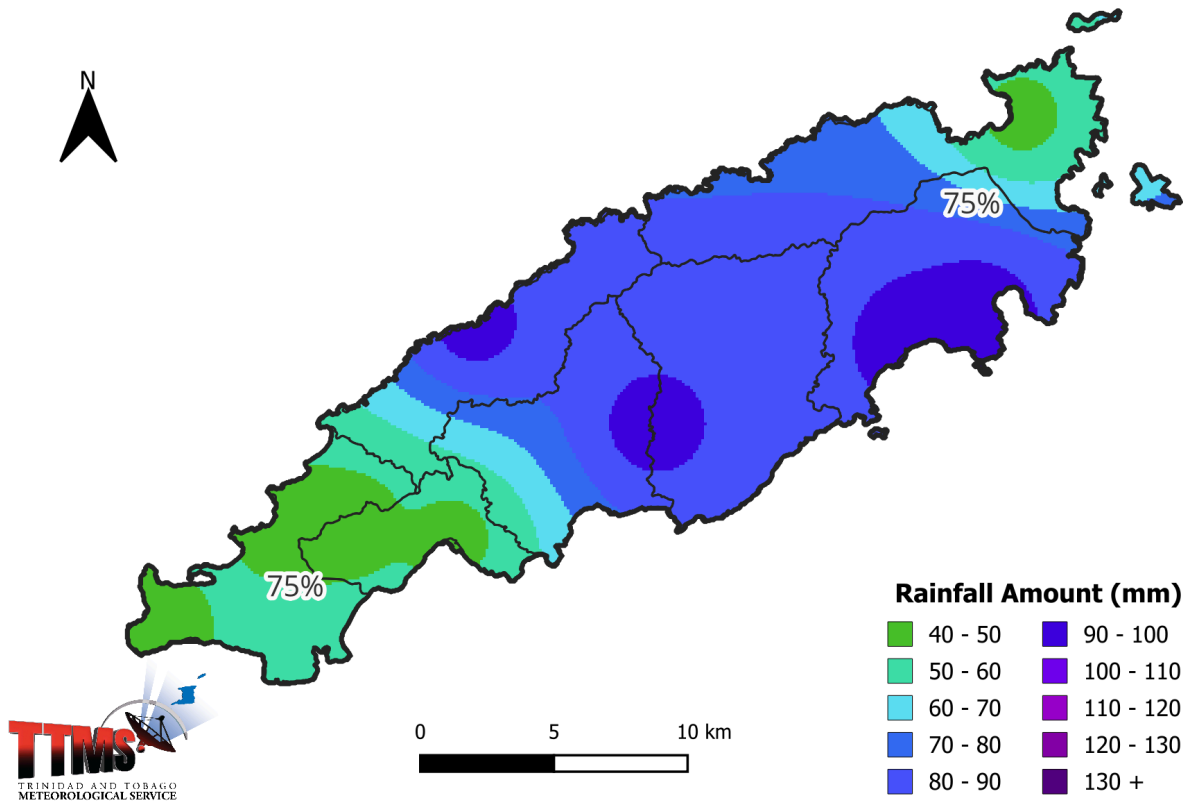 N
75%
75%
Rainfall Amount (mm)
40 - 50
50 - 60
60 - 70
70 - 80
80 - 90
90 - 100
100 - 110
110 - 120
120 - 130
130 +
0 5 10 km
TTMS
TRINIDAD AND TOBAGO
METEOROLOGICAL SERVICE